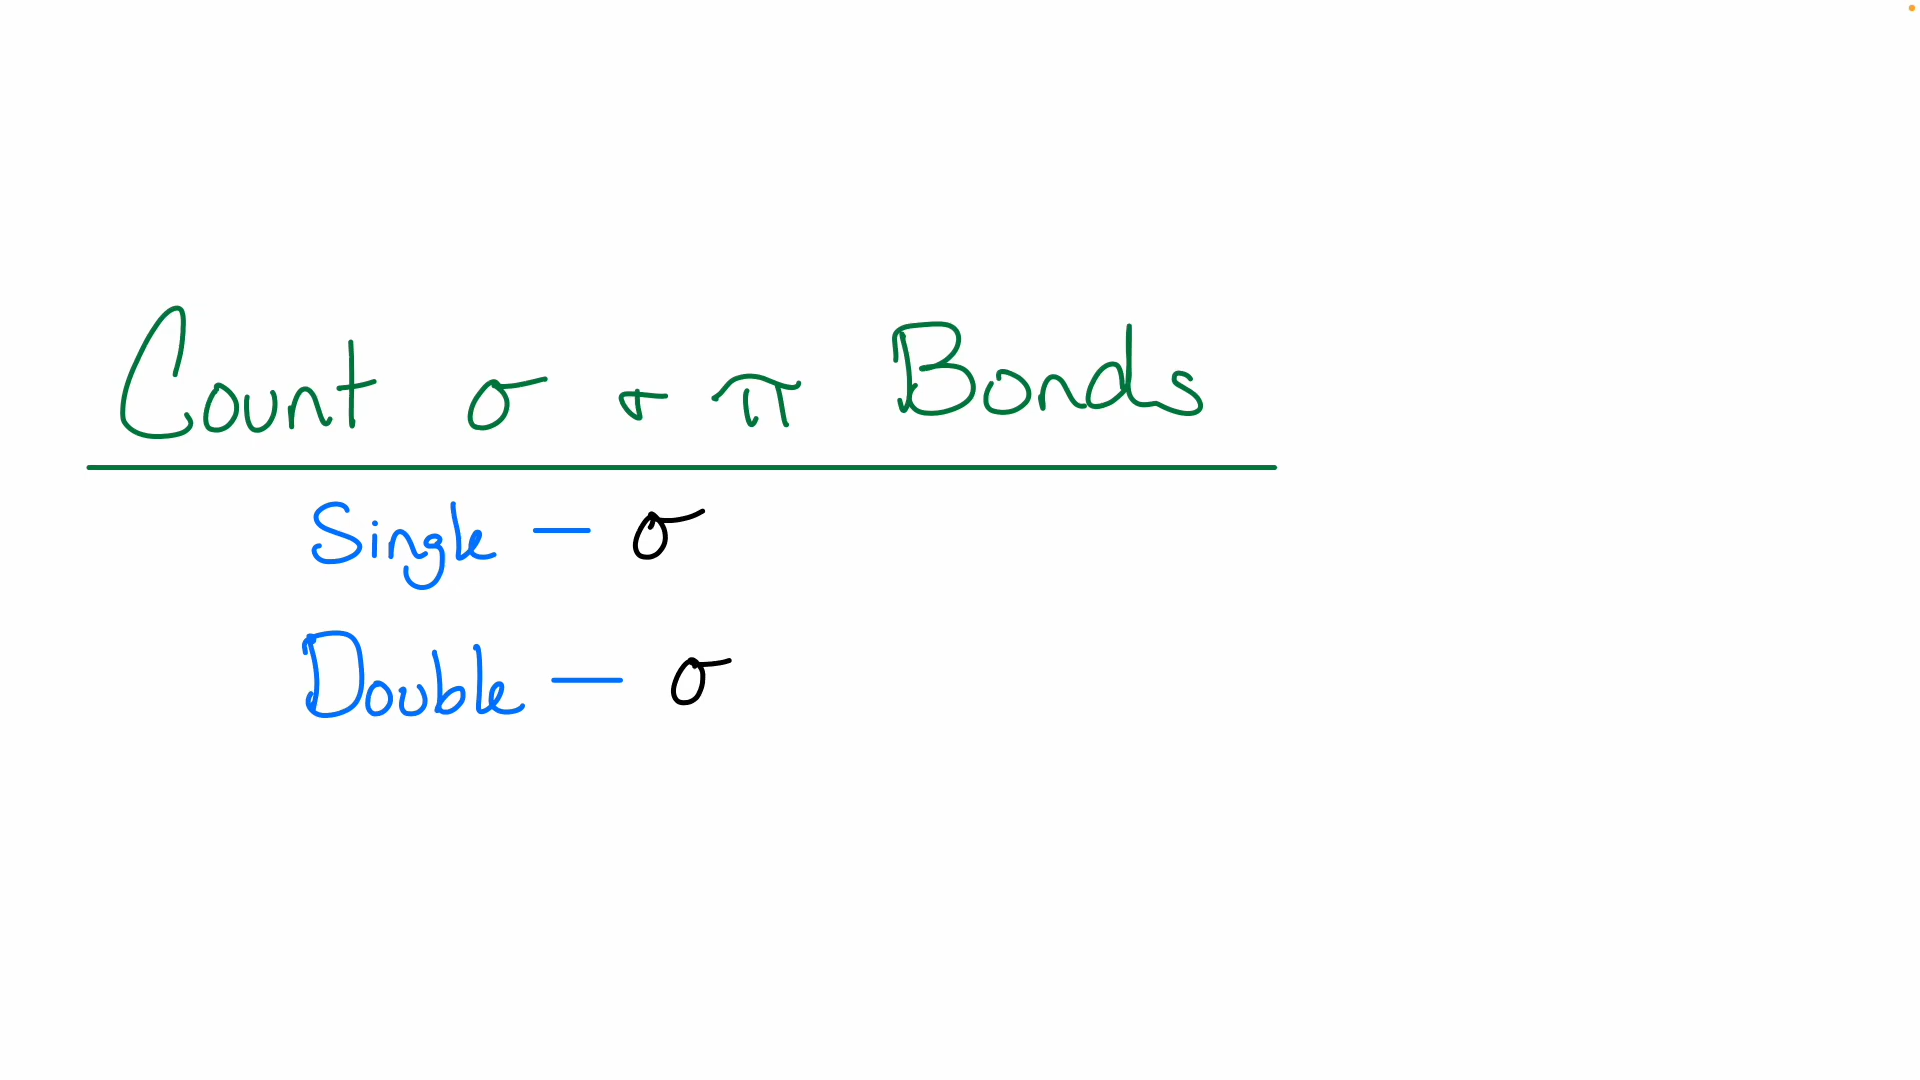 Count σ + π Bonds
Single — σ
Double — σ